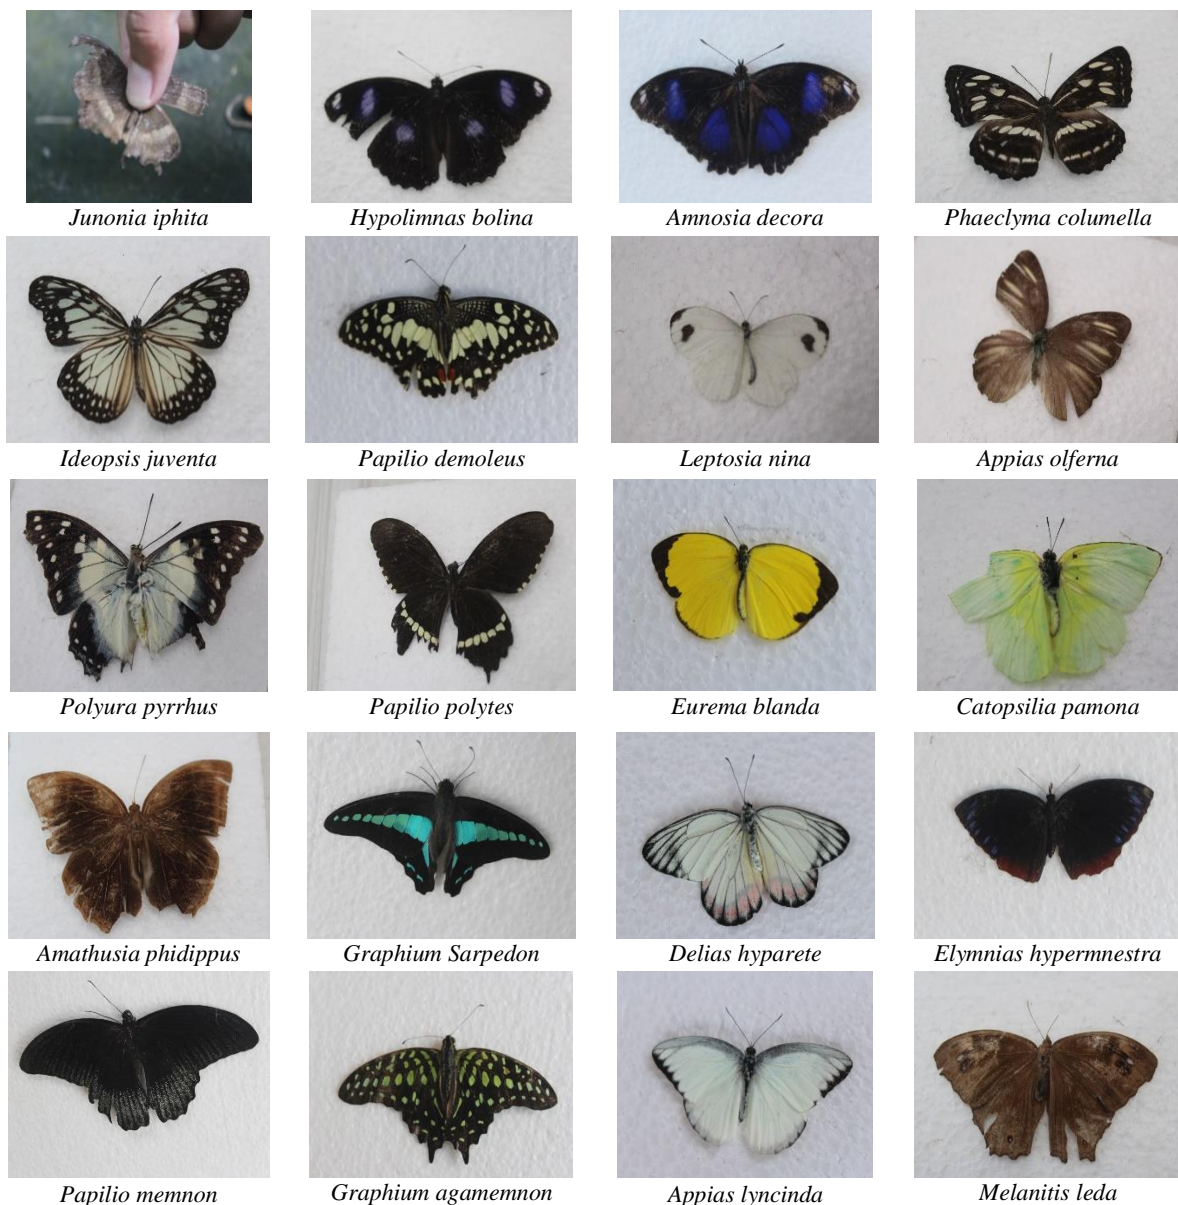 Junonia iphita
Hypolimnas bolina
Amnosia decora
Phaeclyma columella
Ideopsis juventa
Papilio demoleus
Leptosia nina
Appias olferna
Polyura pyrrhus
Papilio polytes
Eurema blanda
Catopsilia pamona
Amathusia phidippus
Graphium Sarpedon
Delias hyparete
Elymnias hypermnestra
Papilio memnon
Graphium agamemnon
Appias lyncinda
Melanitis leda